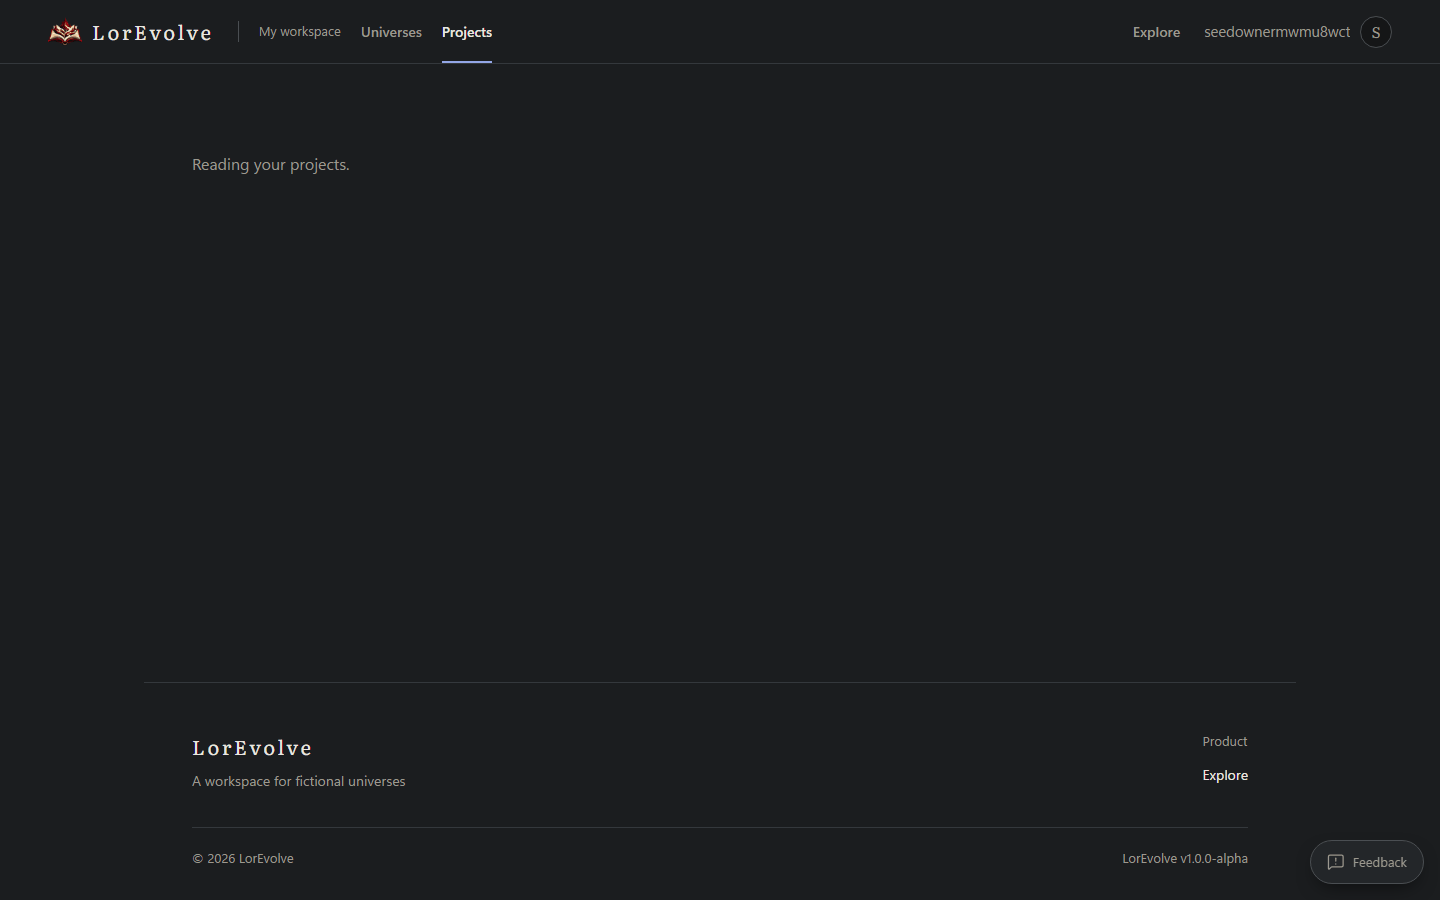 LorEvolve
My workspace
Universes
Projects
Explore
seedownermwmu8wct
S
Reading your projects.
LorEvolve
A workspace for fictional universes
Product
Explore
© 2026 LorEvolve
LorEvolve v1.0.0-alpha
Feedback